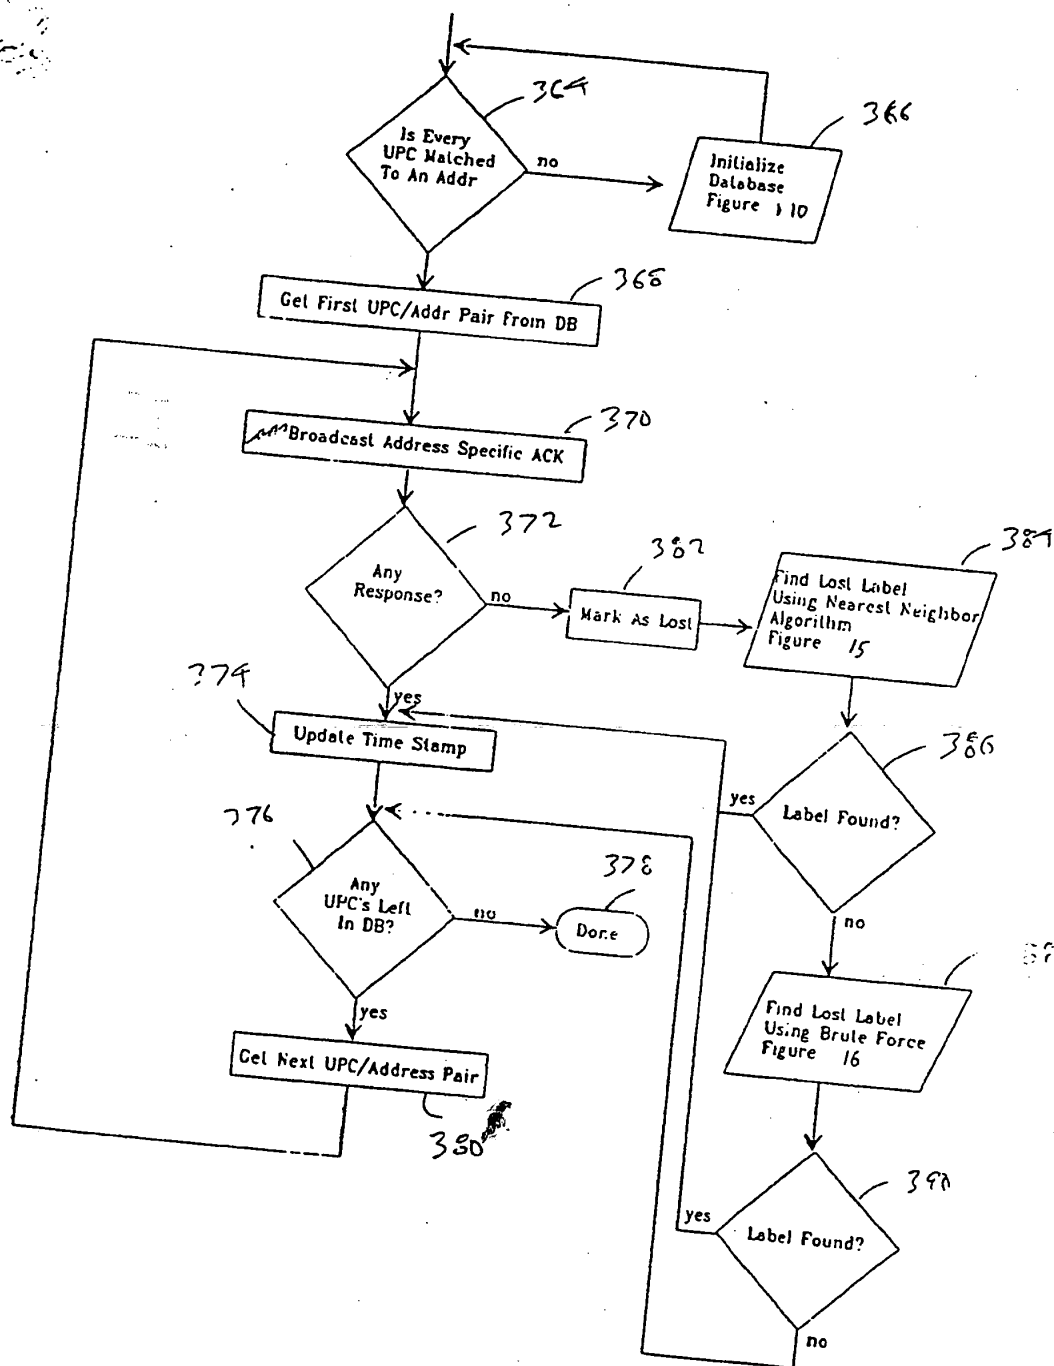 364
Is Every
UPC Matched
To An Addr
no
366
Initialize
Database
Figure 10
368
Get First UPC/Addr Pair From DB
370
Broadcast Address Specific ACK
372
Any
Response?
no
382
Mark As Lost
384
Find Lost Label
Using Nearest Neighbor
Algorithm
Figure 15
374
yes
Update Time Stamp
386
yes
Label Found?
376
Any
UPC's Left
In DB?
no
378
Done
no
yes
Find Lost Label
Using Brute Force
Figure 16
Get Next UPC/Address Pair
380
390
yes
Label Found?
no